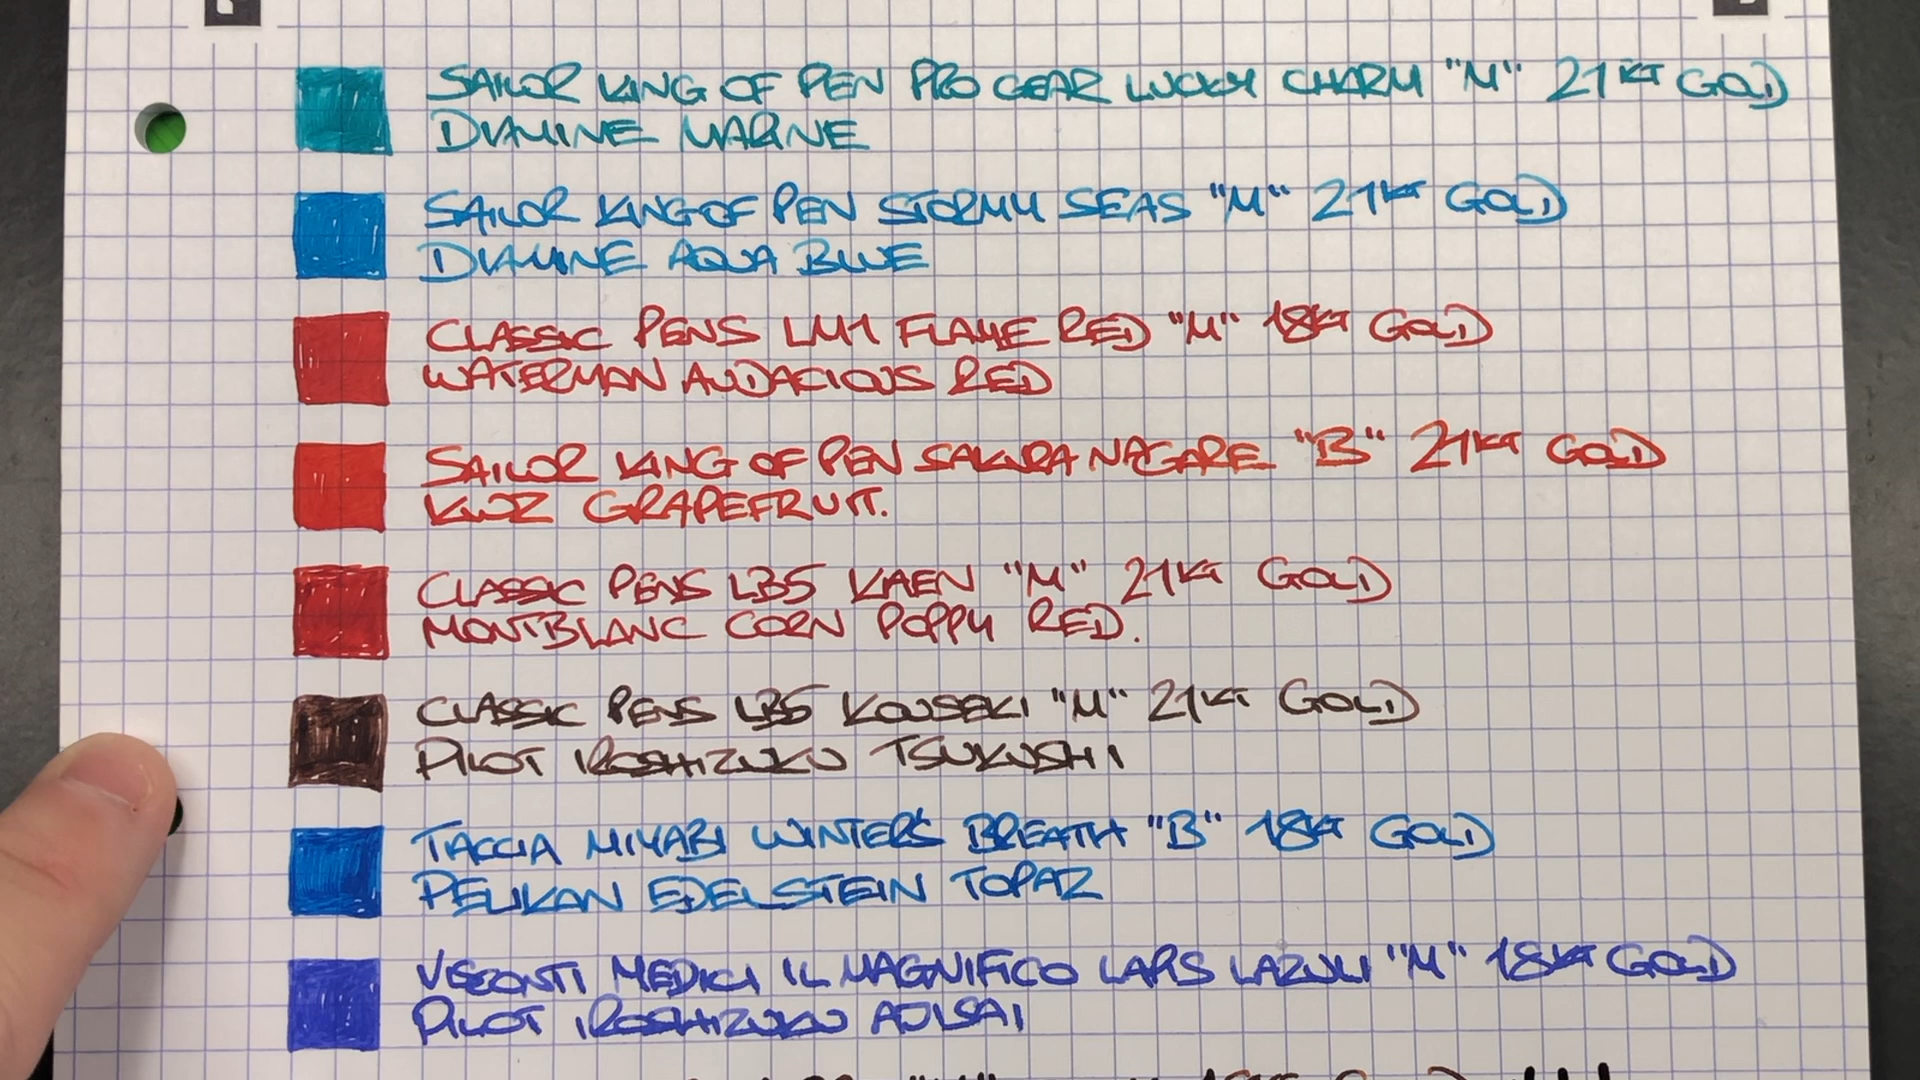 SAILOR KING OF PEN PRO GEAR LUCKY CHARM "M" 21KT GOLD
DIAMINE MARINE
SAILOR KING OF PEN STORMY SEAS "M" 21KT GOLD
DIAMINE AQUA BLUE
CLASSIC PENS LM1 FLAME RED "M" 18KT GOLD
WATERMAN AUDACIOUS RED
SAILOR KING OF PEN SAKURA NAGARE "B" 21KT GOLD
KWZ GRAPEFRUIT.
CLASSIC PENS LB5 KAEN "M" 21KT GOLD
MONTBLANC CORN POPPY RED.
CLASSIC PENS LB5 KOUSEKI "M" 21KT GOLD
PILOT IROSHIZUKU TSUKUSHI
TACCIA MIYABI WINTER'S BREATH "B" 18KT GOLD
PELIKAN EDELSTEIN TOPAZ
VISCONTI MEDICI IL MAGNIFICO LAPIS LAZULI "M" 18KT GOLD
PILOT IROSHIZUKU AJISAI